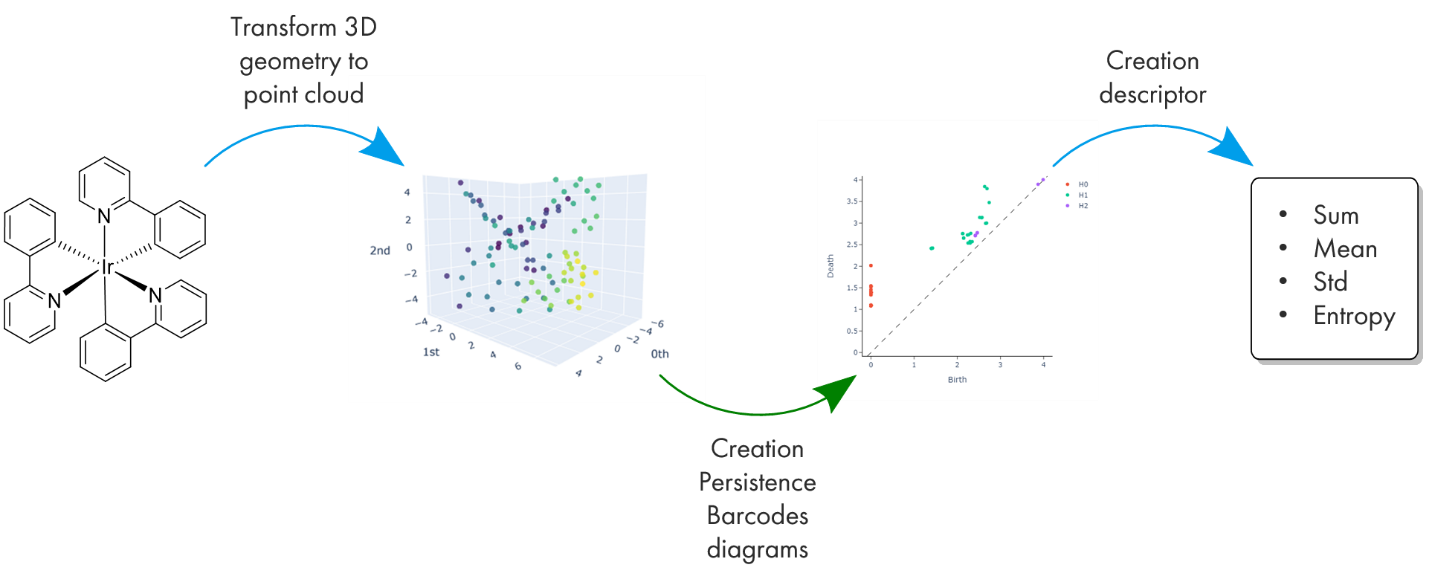 Transform 3D
geometry to
point cloud
Creation
descriptor
N
Ir
N
N
4
2
0
−2
−4
2nd
−4
−2
0
2
4
6
1st
−6
−4
−2
0
2
4
0th
4
3.5
3
2.5
2
1.5
1
0.5
0
Death
0
1
2
3
4
Birth
H0
H1
H2
• Sum
• Mean
• Std
• Entropy
Creation
Persistence
Barcodes
diagrams